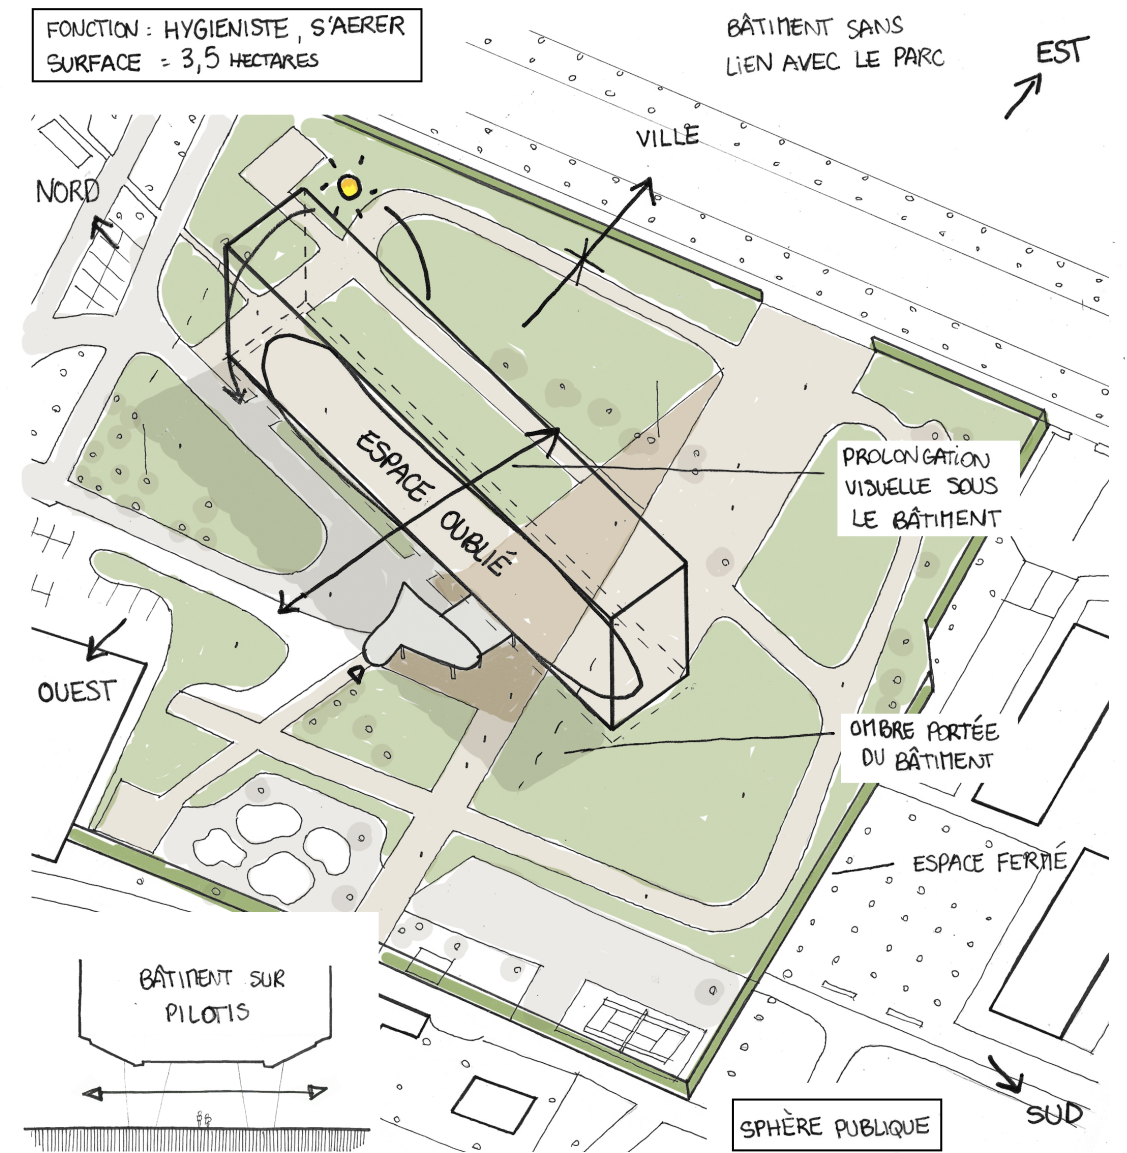 FONCTION : HYGIENISTE, S'AERER
SURFACE = 3,5 HECTARES
BÂTIMENT SANS
LIEN AVEC LE PARC
EST
VILLE
NORD
ESPACE OUBLIÉ
PROLONGATION
VISUELLE SOUS
LE BÂTIMENT
OUEST
OMBRE PORTÉE
DU BÂTIMENT
ESPACE FERMÉ
BÂTIMENT SUR
PILOTIS
SUD
SPHÈRE PUBLIQUE